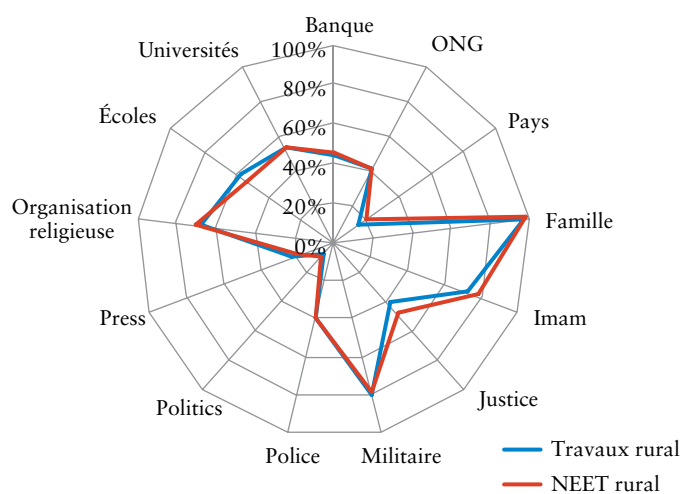 Banque
100%
ONG
Universités
80%
Écoles
60%
Pays
40%
Organisation
religieuse
20%
Famille
0%
Press
Imam
Politics
Justice
Police
Militaire
Travaux rural
NEET rural